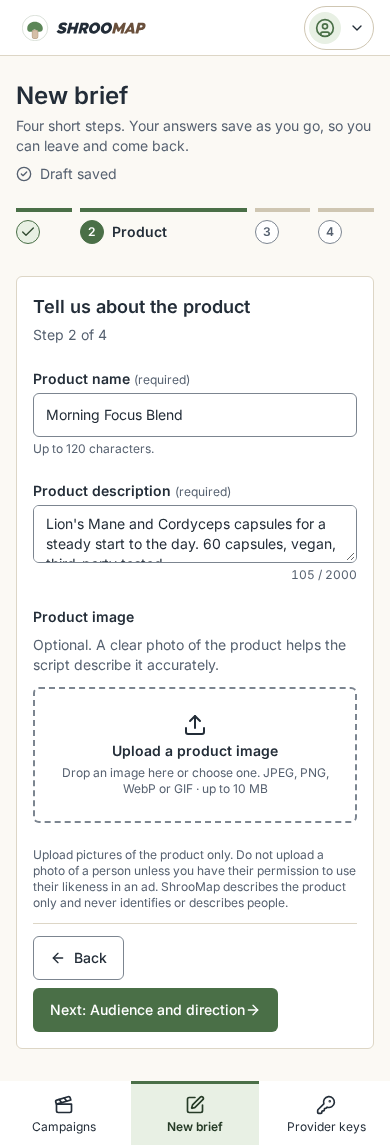 SHROOMAP
New brief
Four short steps. Your answers save as you go, so you
can leave and come back.
Draft saved
2 Product 3 4
Tell us about the product
Step 2 of 4
Product name (required)
Morning Focus Blend
Up to 120 characters.
Product description (required)
Lion's Mane and Cordyceps capsules for a
steady start to the day. 60 capsules, vegan,
third-party tested
105 / 2000
Product image
Optional. A clear photo of the product helps the
script describe it accurately.
Upload a product image
Drop an image here or choose one. JPEG, PNG,
WebP or GIF · up to 10 MB
Upload pictures of the product only. Do not upload a
photo of a person unless you have their permission to use
their likeness in an ad. ShrooMap describes the product
only and never identifies or describes people.
Back
Next: Audience and direction
Campaigns New brief Provider keys